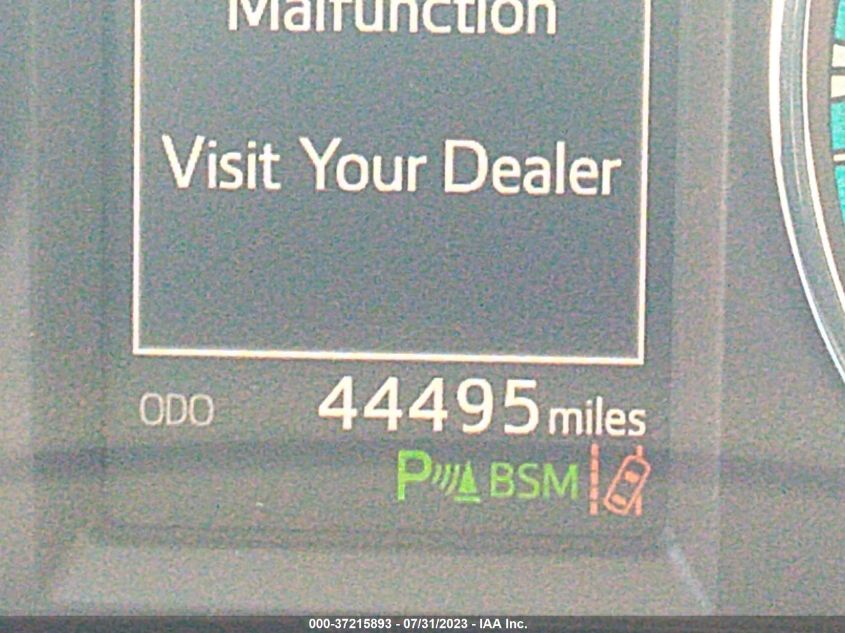 Malfunction
Visit Your Dealer
ODO 44495 miles
P BSM
000-37215893 - 07/31/2023 - IAA Inc.